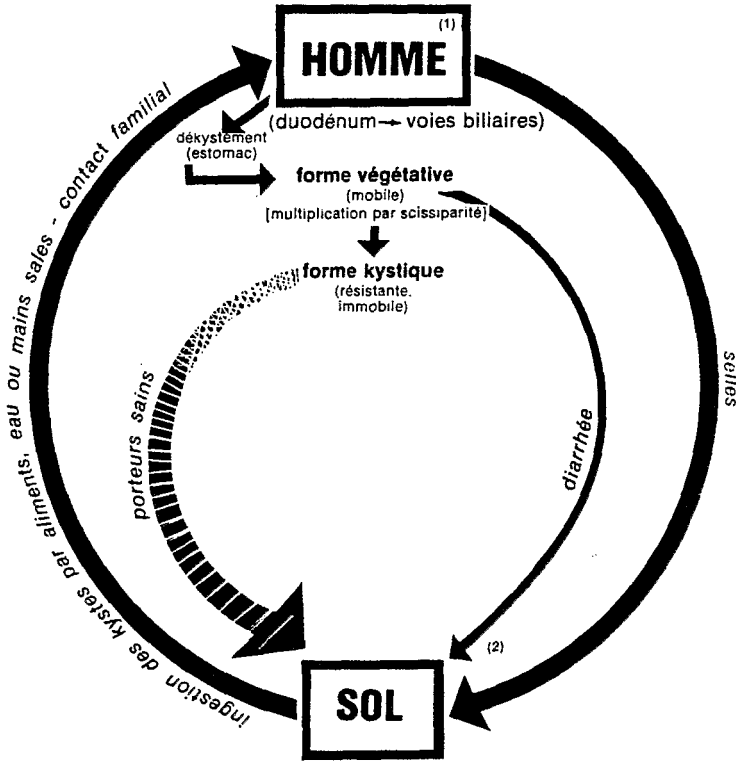 (1)
HOMME
(duodénum → voies biliaires)
dékystement
(estomac)
forme végétative
(mobile)
[multiplication par scissiparité]
forme kystique
(résistante.
immobile)
ingestion des kystes par aliments, eau ou mains sales - contact familial
porteurs sains
diarrhée
selles
(2)
SOL